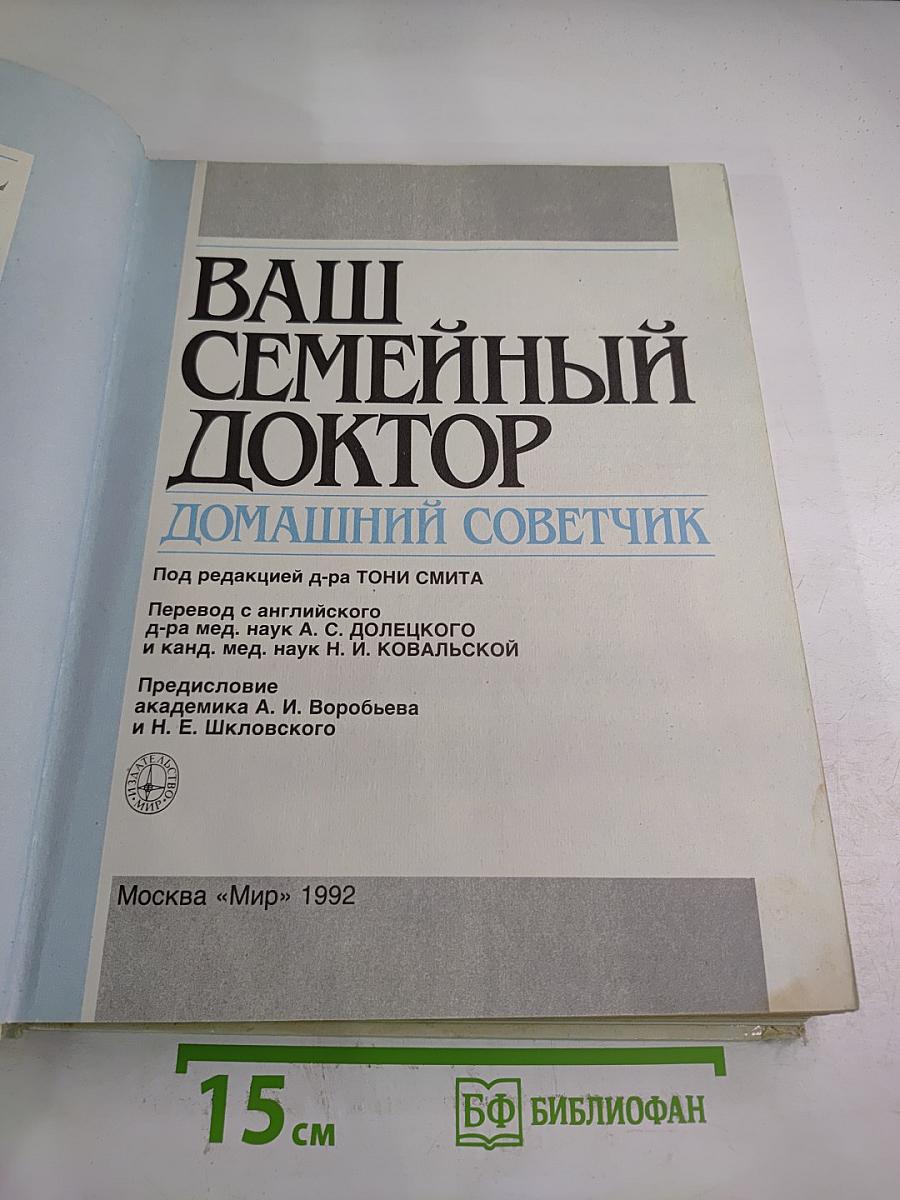 ВАШ
СЕМЕЙНЫЙ
ДОКТОР
ДОМАШНИЙ СОВЕТЧИК
Под редакцией д-ра ТОНИ СМИТА
Перевод с английского
д-ра мед. наук А. С. ДОЛЕЦКОГО
и канд. мед. наук Н. И. КОВАЛЬСКОЙ
Предисловие
академика А. И. Воробьева
и Н. Е. Шкловского
ИЗДАТЕЛЬСТВО
МИР
Москва «Мир» 1992
15 см
БФ БИБЛИОФАН